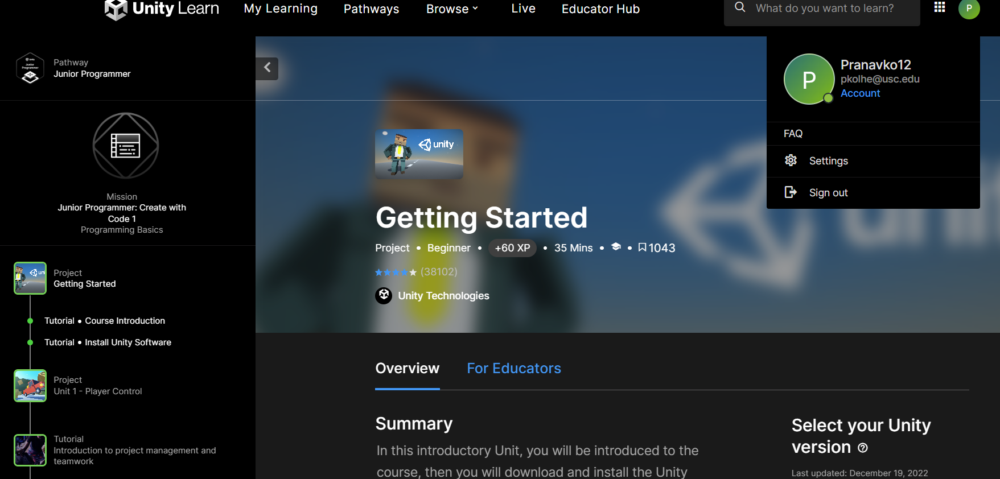 Unity Learn
My Learning
Pathways
Browse
Live
Educator Hub
What do you want to learn?
P
Pathway
Junior Programmer
Mission
Junior Programmer: Create with
Code 1
Programming Basics
Project
Getting Started
Tutorial • Course Introduction
Tutorial • Install Unity Software
Project
Unit 1 - Player Control
Tutorial
Introduction to project management and
teamwork
unity
Getting Started
Project • Beginner • +60 XP • 35 Mins • • 1043
(38102)
Unity Technologies
P
Pranavko12
pkolhe@usc.edu
Account
FAQ
Settings
Sign out
Overview
For Educators
Summary
In this introductory Unit, you will be introduced to the
course, then you will download and install the Unity
Select your Unity
version
Last updated: December 19, 2022